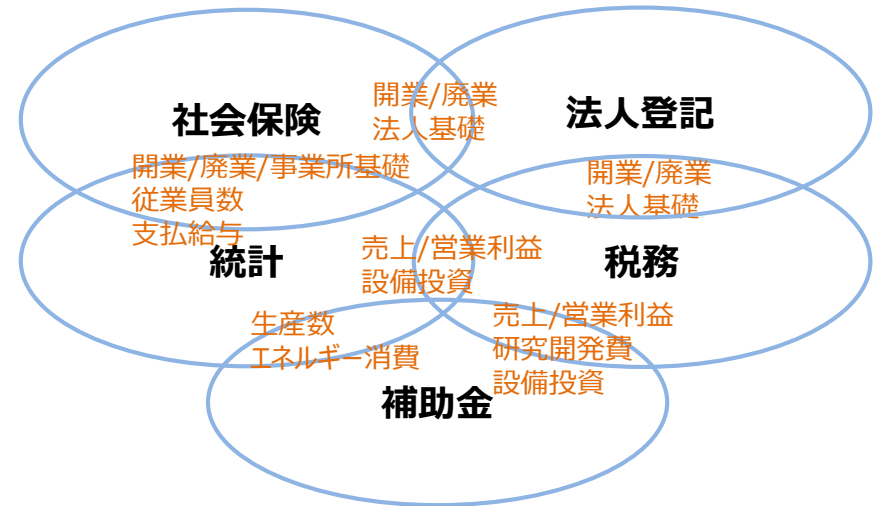 社会保険
開業/廃業
法人基礎
法人登記
開業/廃業/事業所基礎
従業員数
支払給与
開業/廃業
法人基礎
統計
売上/営業利益
設備投資
税務
生産数
エネルギー消費
売上/営業利益
研究開発費
設備投資
補助金